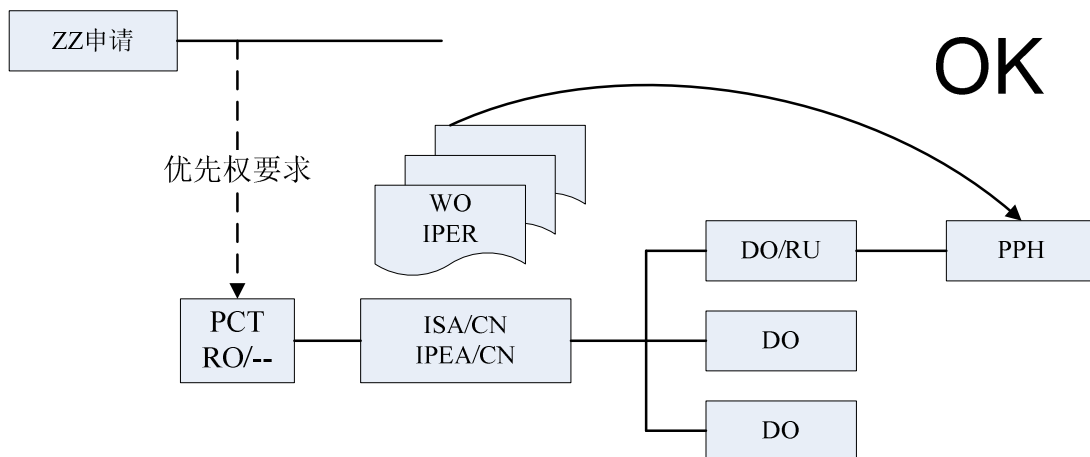 ZZ申请
OK
优先权要求
WO
IPER
DO/RU
PPH
PCT
RO/--
ISA/CN
IPEA/CN
DO
DO